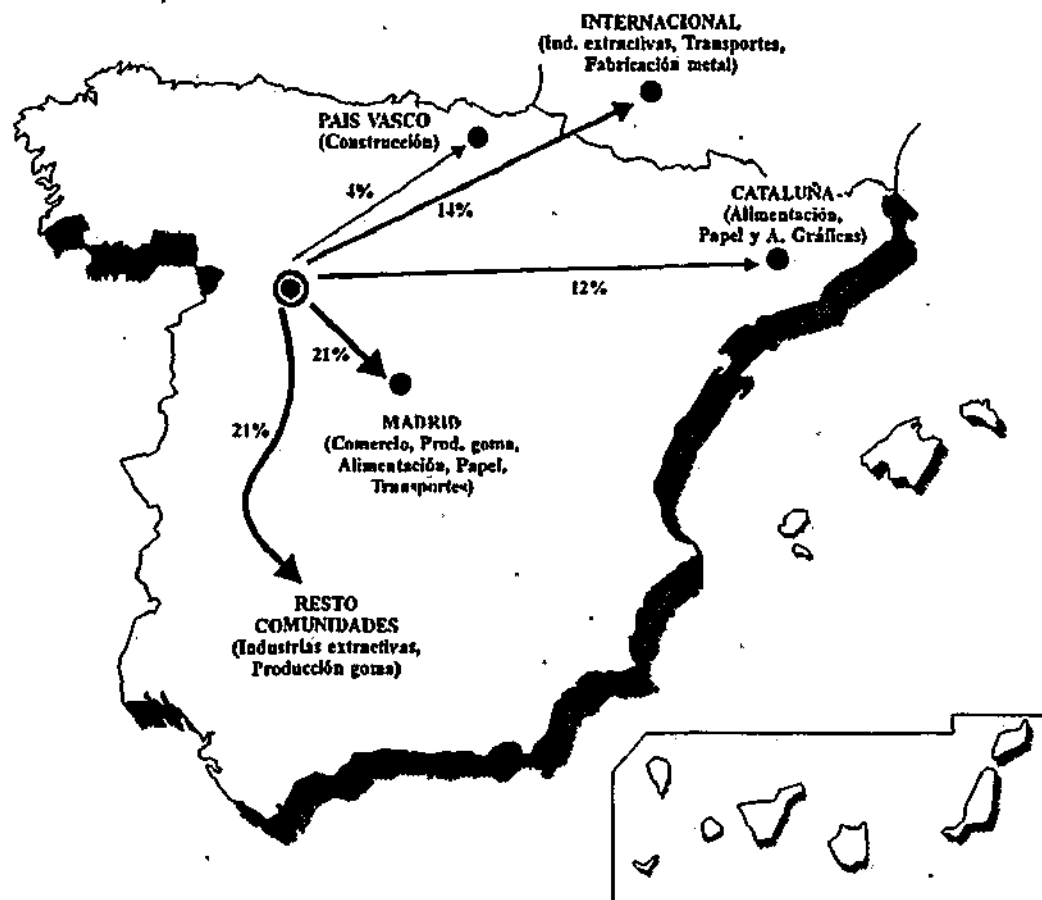 INTERNACIONAL
(Ind. extractivas, Transportes,
Fabricación metal)
PAIS VASCO
(Construcción)
4%
14%
CATALUÑA
(Alimentación,
Papel y A. Gráficas)
12%
21%
21%
MADRID
(Comercio, Prod. goma,
Alimentación, Papel,
Transportes)
RESTO
COMUNIDADES
(Industrias extractivas,
Producción goma)